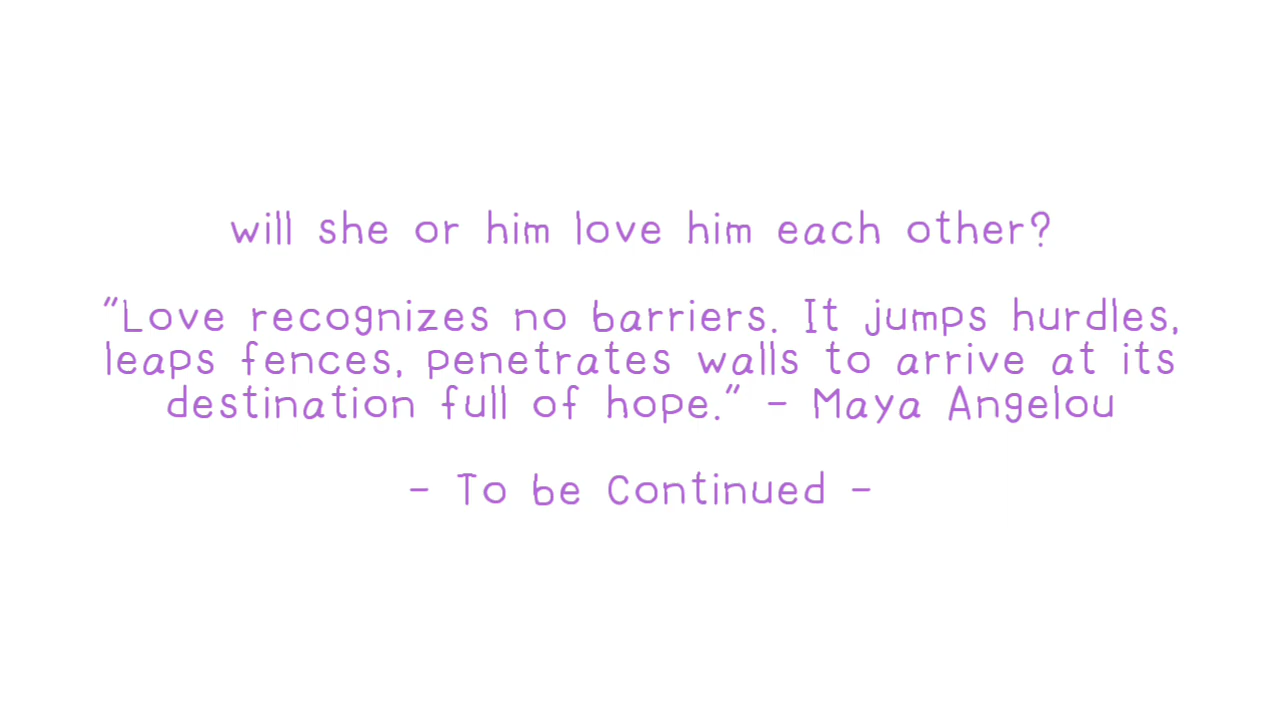 will she or him love him each other?
"Love recognizes no barriers. It jumps hurdles,
leaps fences, penetrates walls to arrive at its
destination full of hope." - Maya Angelou
- To be Continued -